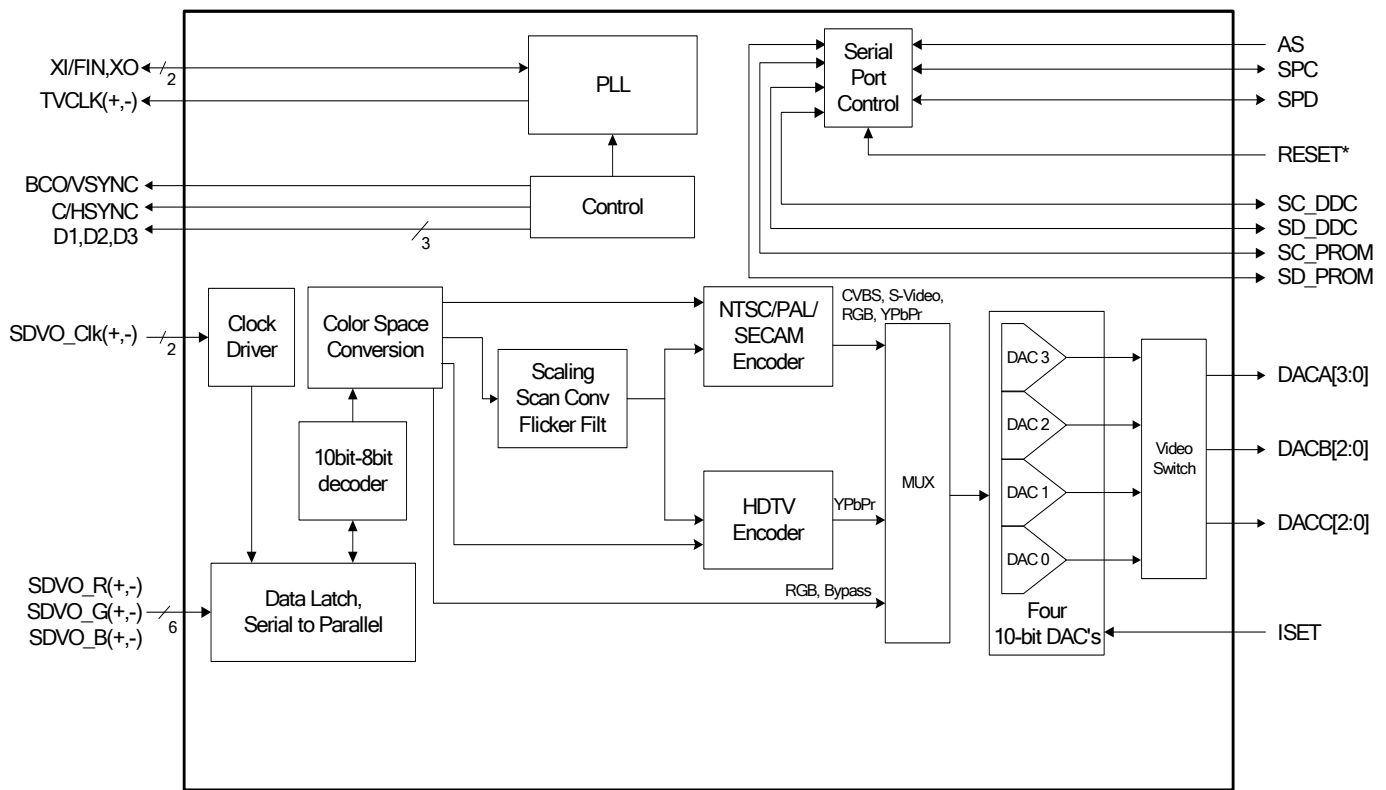 XI/FIN,XO
2
TVCLK(+,-)
PLL
BCO/VSYNC
C/HSYNC
D1,D2,D3
3
Control
Serial
Port
Control
AS
SPC
SPD
RESET*
SC_DDC
SD_DDC
SC_PROM
SD_PROM
SDVO_Clk(+,-)
2
Clock
Driver
Color Space
Conversion
Scaling
Scan Conv
Flicker Filt
NTSC/PAL/
SECAM
Encoder
CVBS, S-Video,
RGB, YPbPr
10bit-8bit
decoder
HDTV
Encoder
YPbPr
MUX
RGB, Bypass
SDVO_R(+,-)
SDVO_G(+,-)
SDVO_B(+,-)
6
Data Latch,
Serial to Parallel
DAC 3
DAC 2
DAC 1
DAC 0
Four
10-bit DAC's
Video
Switch
DACA[3:0]
DACB[2:0]
DACC[2:0]
ISET